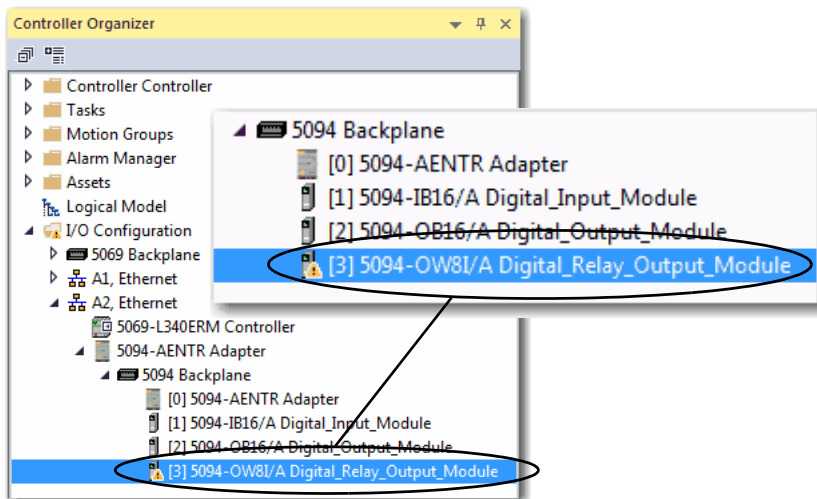 Controller Organizer
Controller Controller
Tasks
Motion Groups
Alarm Manager
Assets
Logical Model
I/O Configuration
5069 Backplane
A1, Ethernet
A2, Ethernet
5069-L340ERM Controller
5094-AENTR Adapter
5094 Backplane
[0] 5094-AENTR Adapter
[1] 5094-IB16/A Digital_Input_Module
[2] 5094-OB16/A Digital_Output_Module
[3] 5094-OW8I/A Digital_Relay_Output_Module
5094 Backplane
[0] 5094-AENTR Adapter
[1] 5094-IB16/A Digital_Input_Module
[2] 5094-OB16/A Digital_Output_Module
[3] 5094-OW8I/A Digital_Relay_Output_Module